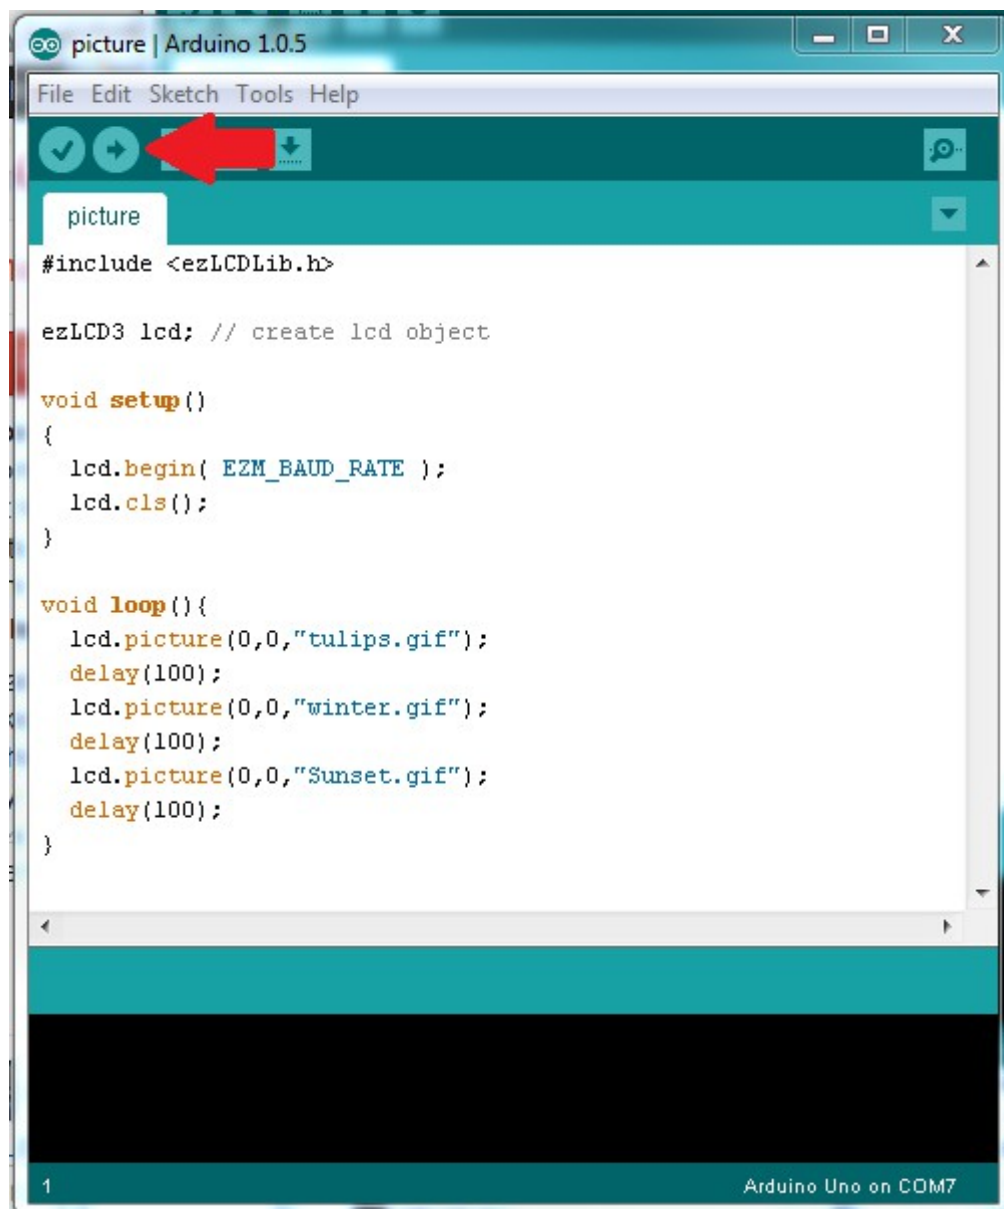 picture | Arduino 1.0.5
File Edit Sketch Tools Help
picture
#include <ezLCDLib.h>
ezLCD3 lcd; // create lcd object
void setup()
{
  lcd.begin( EZM_BAUD_RATE );
  lcd.cls();
}
void loop(){
  lcd.picture(0,0,"tulips.gif");
  delay(100);
  lcd.picture(0,0,"winter.gif");
  delay(100);
  lcd.picture(0,0,"Sunset.gif");
  delay(100);
}
1 Arduino Uno on COM7